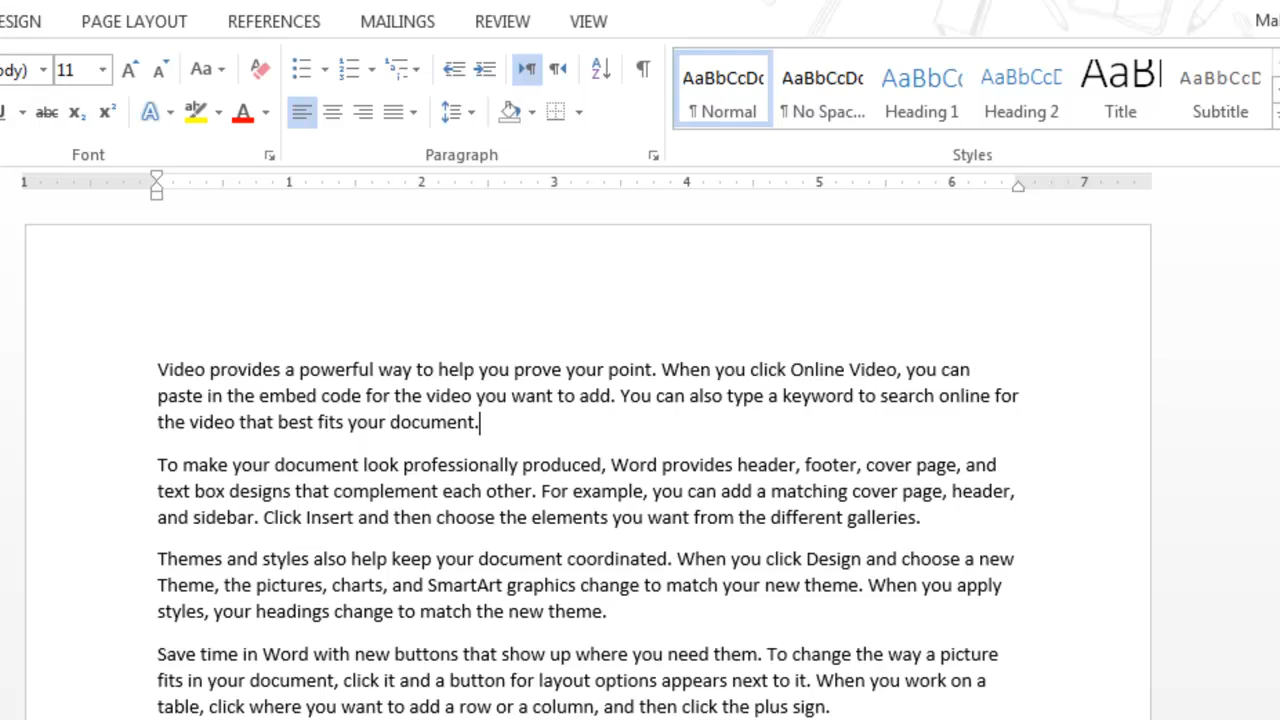 ESIGN PAGE LAYOUT REFERENCES MAILINGS REVIEW VIEW Mai
ody) 11 Aa
abc x₂ x² A ab A
AaBbCcDc AaBbCcDc AaBbC AaBbCcD AaB AaBbCcD
¶ Normal ¶ No Spac... Heading 1 Heading 2 Title Subtitle
Font Paragraph Styles
1 1 2 3 4 5 6 7
Video provides a powerful way to help you prove your point. When you click Online Video, you can
paste in the embed code for the video you want to add. You can also type a keyword to search online for
the video that best fits your document.
To make your document look professionally produced, Word provides header, footer, cover page, and
text box designs that complement each other. For example, you can add a matching cover page, header,
and sidebar. Click Insert and then choose the elements you want from the different galleries.
Themes and styles also help keep your document coordinated. When you click Design and choose a new
Theme, the pictures, charts, and SmartArt graphics change to match your new theme. When you apply
styles, your headings change to match the new theme.
Save time in Word with new buttons that show up where you need them. To change the way a picture
fits in your document, click it and a button for layout options appears next to it. When you work on a
table, click where you want to add a row or a column, and then click the plus sign.